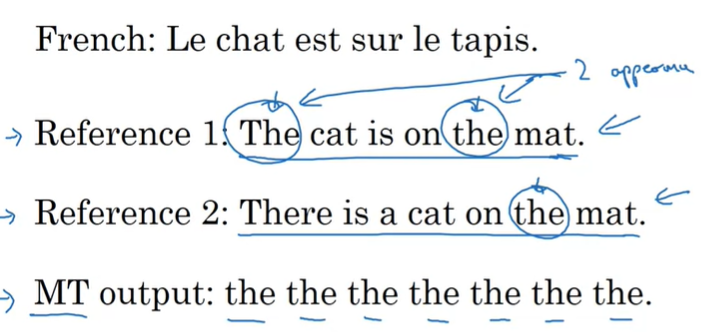 French: Le chat est sur le tapis.
2
Reference 1: The cat is on the mat.
Reference 2: There is a cat on the mat.
MT output: the the the the the the the.